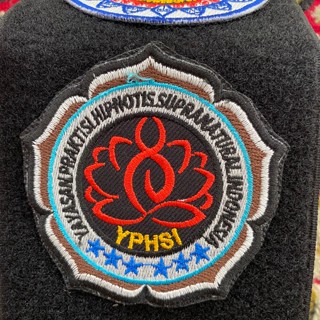 YAYASAN PRAKTISI HIPNOTIS SUPRANATURAL INDONESIA
YPHSI